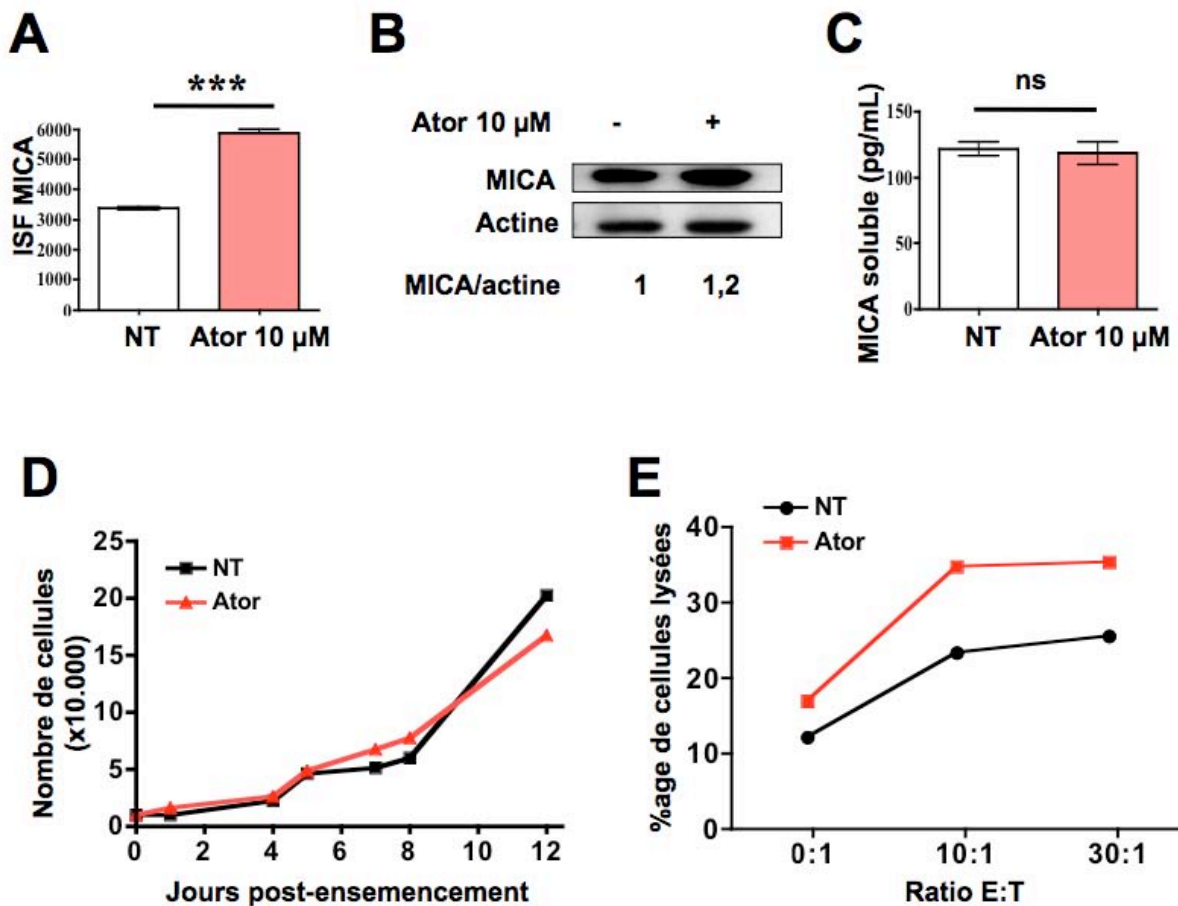 A
***
ISF MICA
6000
5000
4000
3000
2000
1000
0
NT Ator 10 µM
B
Ator 10 µM - +
MICA
Actine
MICA/actine 1 1,2
C
ns
MICA soluble (pg/mL)
150
100
50
0
NT Ator 10 µM
D
NT
Ator
Nombre de cellules
(x10.000)
25
20
15
10
5
0
0 2 4 6 8 10 12
Jours post-ensemencement
E
NT
Ator
%age de cellules lysées
40
30
20
10
0
0:1 10:1 30:1
Ratio E:T